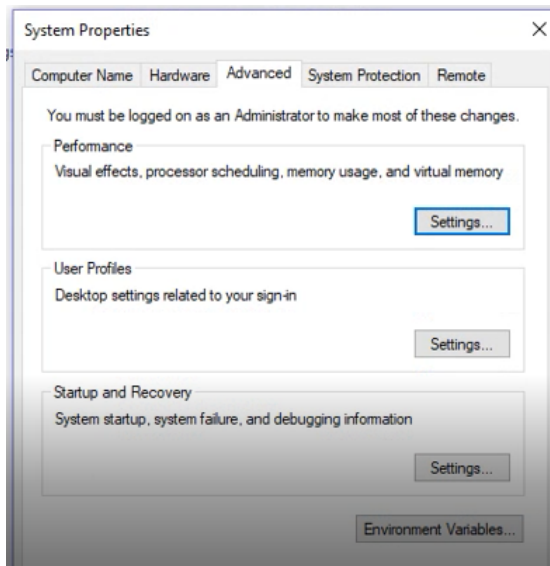 System Properties
Computer Name Hardware Advanced System Protection Remote
You must be logged on as an Administrator to make most of these changes.
Performance
Visual effects, processor scheduling, memory usage, and virtual memory
Settings...
User Profiles
Desktop settings related to your sign-in
Settings...
Startup and Recovery
System startup, system failure, and debugging information
Settings...
Environment Variables...